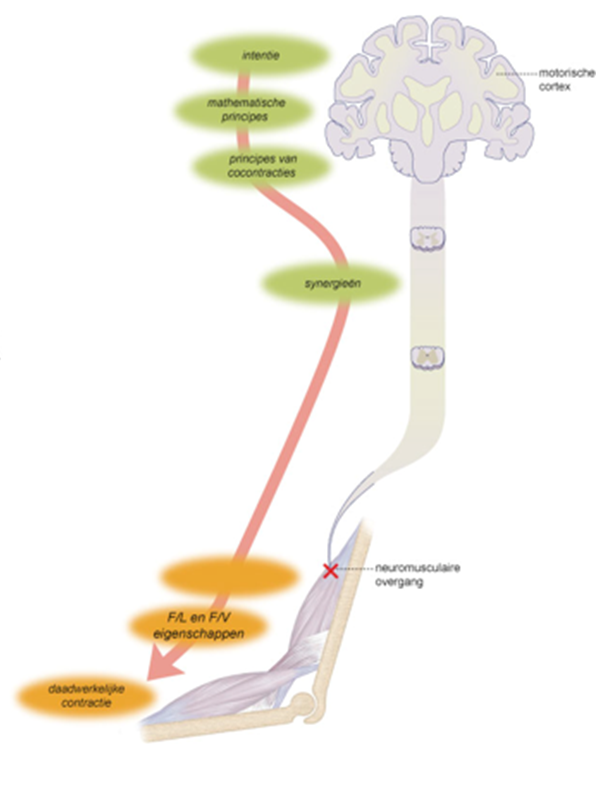 intentie
motorische
cortex
mathematische
principes
principes van
cocontracties
synergieën
neuromusculaire
overgang
F/L en F/V
eigenschappen
daadwerkelijke
contractie